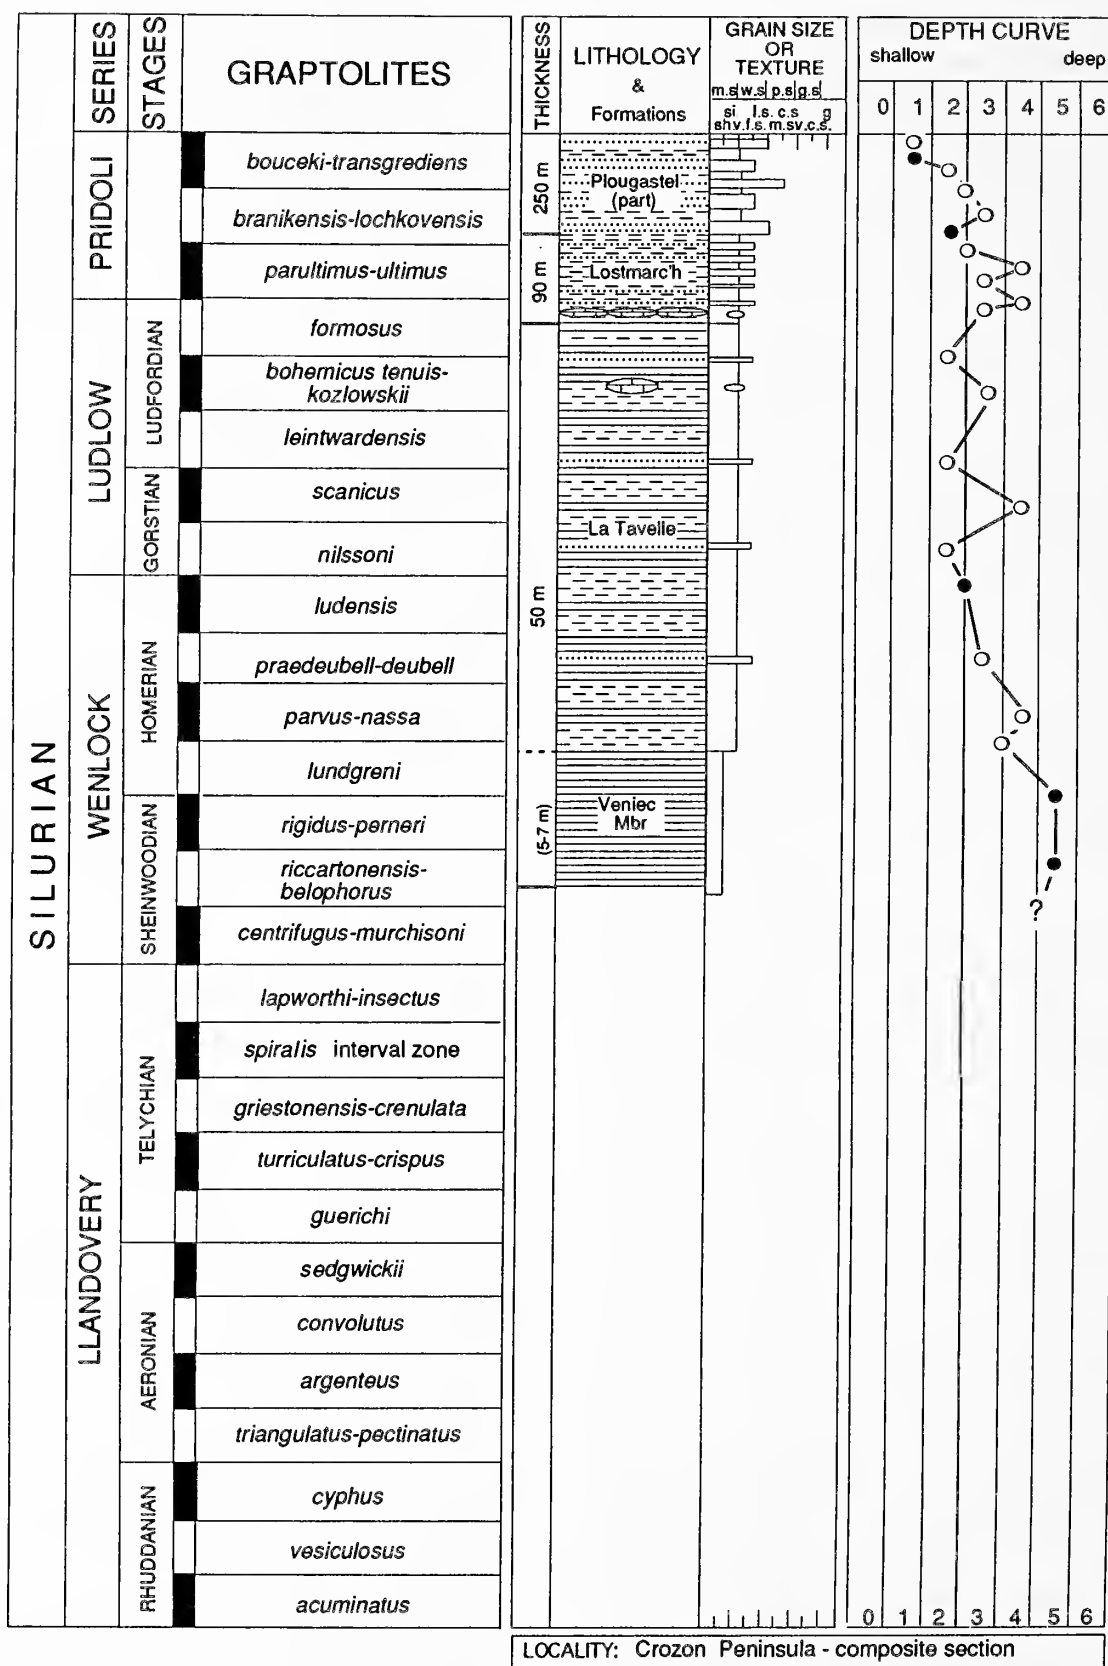 SERIES
STAGES
GRAPTOLITES
THICKNESS
LITHOLOGY
&
Formations
GRAIN SIZE
OR
TEXTURE
m.s w.s p.s g.s
si f.s. c.s g
sh v.f.s. m.s v.c.s.
DEPTH CURVE
shallow deep
0 1 2 3 4 5 6
SILURIAN
PRIDOLI
bouceki-transgrediens
branikensis-lochkovensis
parultimus-ultimus
LUDLOW
LUDFORDIAN
formosus
bohemicus tenuis-
kozlowskii
leintwardensis
GORSTIAN
scanicus
nilssoni
WENLOCK
HOMERIAN
ludensis
praedeubeli-deubeli
parvus-nassa
lundgreni
SHEINWOODIAN
rigidus-perneri
riccartonensis-
belophorus
centrifugus-murchisoni
LLANDOVERY
TELYCHIAN
lapworthi-insectus
spiralis interval zone
griestonensis-crenulata
turriculatus-crispus
guerichi
AERONIAN
sedgwickii
convolutus
argenteus
triangulatus-pectinatus
RHUDDANIAN
cyphus
vesiculosus
acuminatus
250 m
Plougastel
(part)
90 m
Lostmarc'h
50 m
La Tavelle
(5-7 m)
Veniec
Mbr
?
0 1 2 3 4 5 6
LOCALITY: Crozon Peninsula - composite section